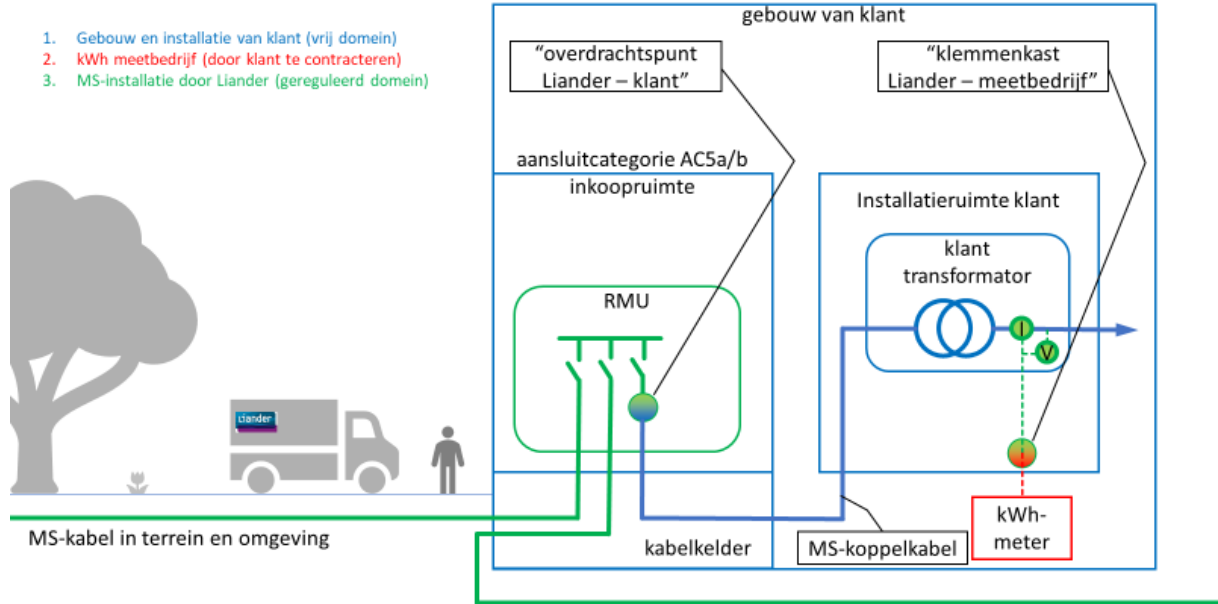 gebouw van klant
1. Gebouw en installatie van klant (vrij domein)
2. kWh meetbedrijf (door klant te contracteren)
3. MS-installatie door Liander (gereguleerd domein)
“overdrachtspunt
Liander – klant”
“klemmenkast
Liander – meetbedrijf”
aansluitcategorie AC5a/b
inkoopruimte
Installatieruimte klant
klant
transformator
RMU
I
V
Liander
kWh-
meter
MS-kabel in terrein en omgeving
kabelkelder
MS-koppelkabel